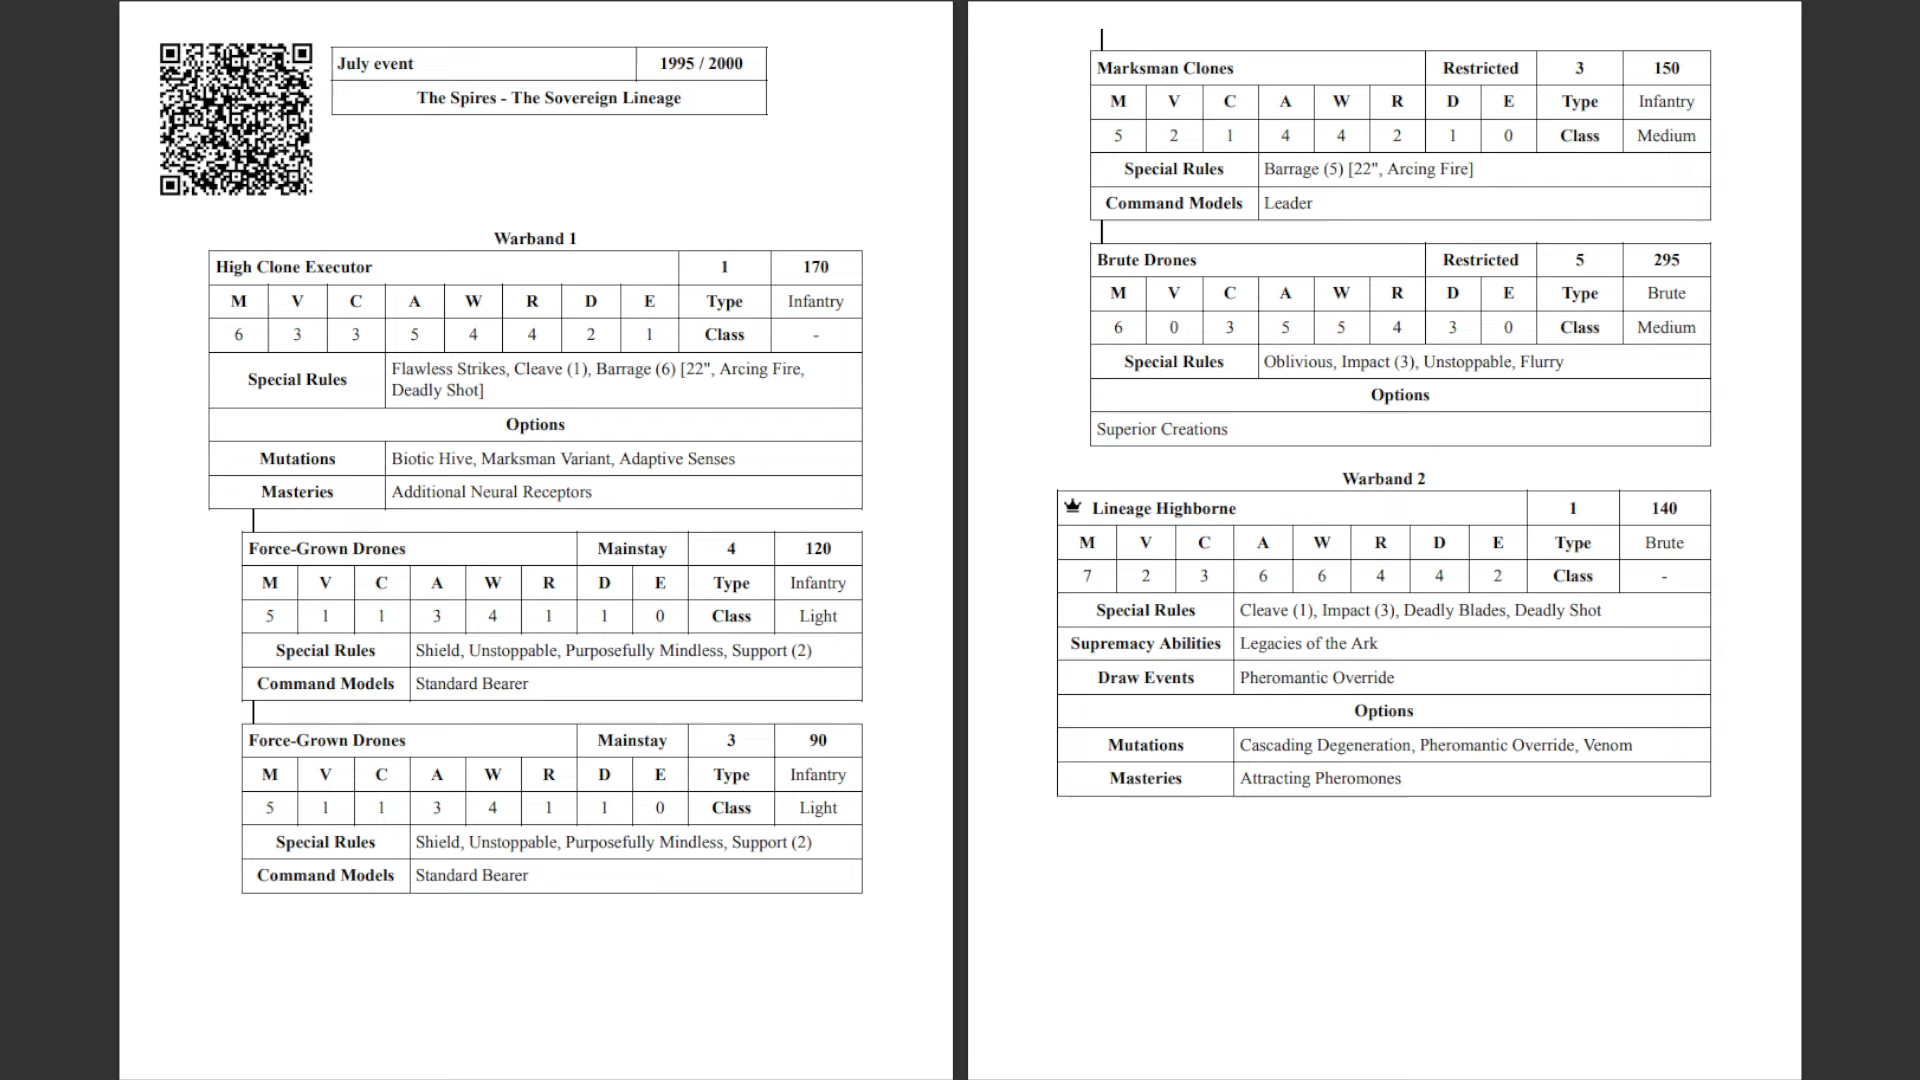 July event 1995 / 2000
The Spires - The Sovereign Lineage
Warband 1
High Clone Executor 1 170
M V C A W R D E Type Infantry
6 3 3 5 4 4 2 1 Class -
Special Rules Flawless Strikes, Cleave (1), Barrage (6) [22", Arcing Fire,
Deadly Shot]
Options
Mutations Biotic Hive, Marksman Variant, Adaptive Senses
Masteries Additional Neural Receptors
Force-Grown Drones Mainstay 4 120
M V C A W R D E Type Infantry
5 1 1 3 4 1 1 0 Class Light
Special Rules Shield, Unstoppable, Purposefully Mindless, Support (2)
Command Models Standard Bearer
Force-Grown Drones Mainstay 3 90
M V C A W R D E Type Infantry
5 1 1 3 4 1 1 0 Class Light
Special Rules Shield, Unstoppable, Purposefully Mindless, Support (2)
Command Models Standard Bearer
Marksman Clones Restricted 3 150
M V C A W R D E Type Infantry
5 2 1 4 4 2 1 0 Class Medium
Special Rules Barrage (5) [22", Arcing Fire]
Command Models Leader
Brute Drones Restricted 5 295
M V C A W R D E Type Brute
6 0 3 5 5 4 3 0 Class Medium
Special Rules Oblivious, Impact (3), Unstoppable, Flurry
Options
Superior Creations
Warband 2
Lineage Highborne 1 140
M V C A W R D E Type Brute
7 2 3 6 6 4 4 2 Class -
Special Rules Cleave (1), Impact (3), Deadly Blades, Deadly Shot
Supremacy Abilities Legacies of the Ark
Draw Events Pheromantic Override
Options
Mutations Cascading Degeneration, Pheromantic Override, Venom
Masteries Attracting Pheromones